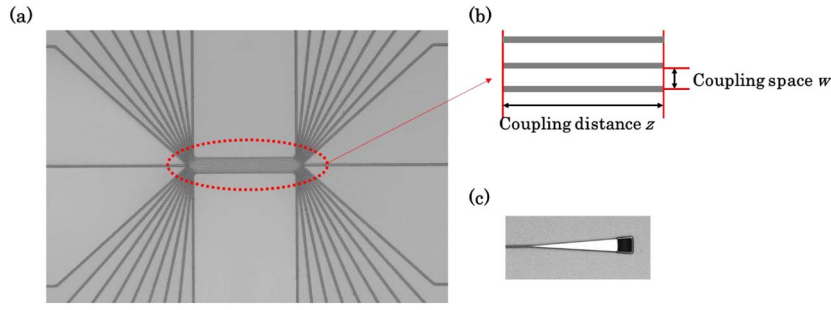 (a)
(b)
Coupling space w
Coupling distance z
(c)